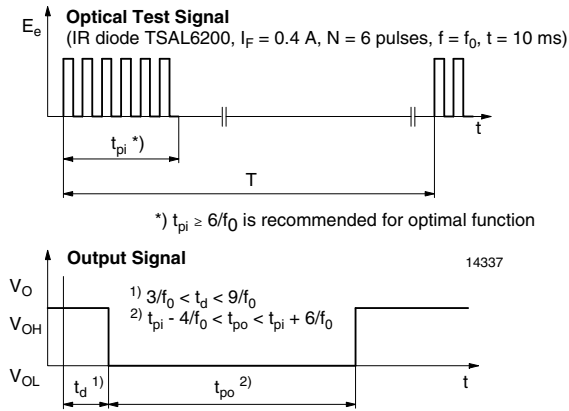 Optical Test Signal
(IR diode TSAL6200, I_F = 0.4 A, N = 6 pulses, f = f_0, t = 10 ms)
E_e
t
t_pi *)
T
*) t_pi ≥ 6/f_0 is recommended for optimal function
Output Signal
14337
V_O
V_OH
V_OL
1) 3/f_0 < t_d < 9/f_0
2) t_pi - 4/f_0 < t_po < t_pi + 6/f_0
t_d 1)
t_po 2)
t